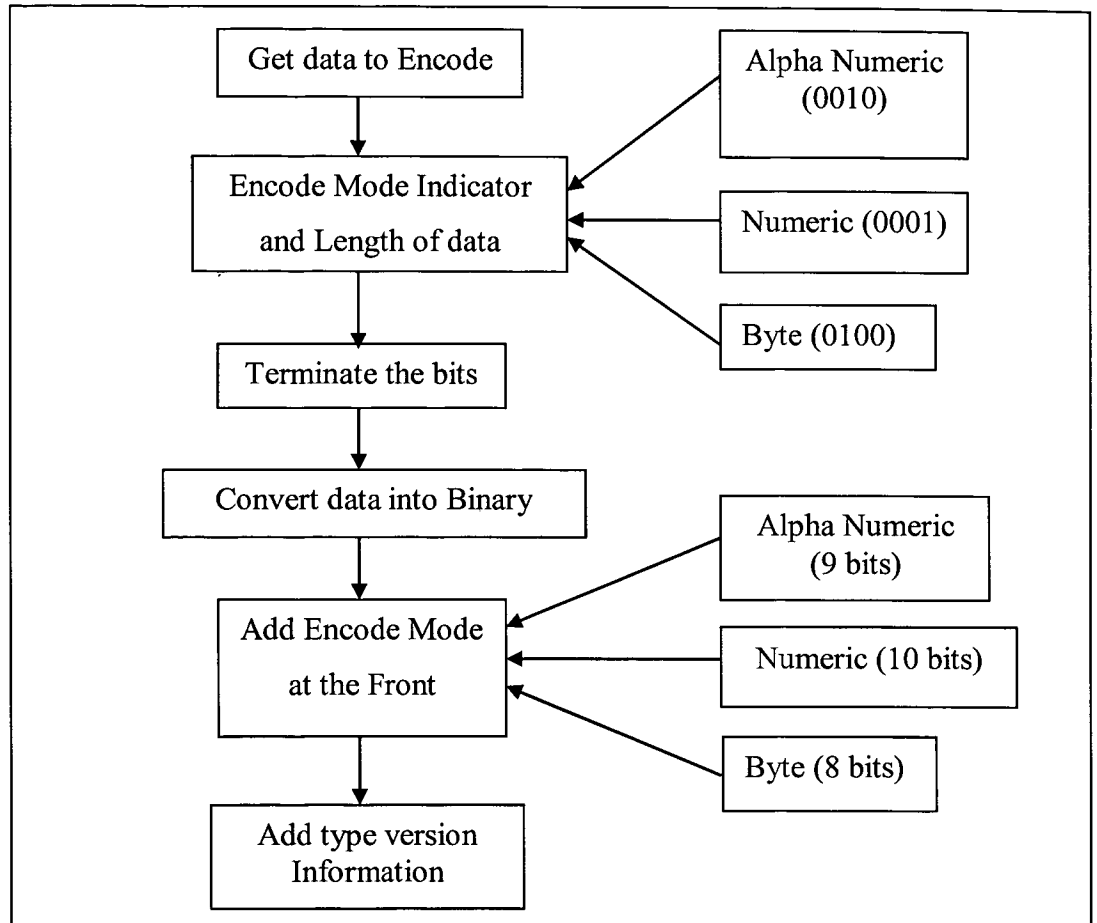 Get data to Encode
Alpha Numeric
(0010)
Encode Mode Indicator
and Length of data
Numeric (0001)
Byte (0100)
Terminate the bits
Convert data into Binary
Alpha Numeric
(9 bits)
Add Encode Mode
at the Front
Numeric (10 bits)
Byte (8 bits)
Add type version
Information